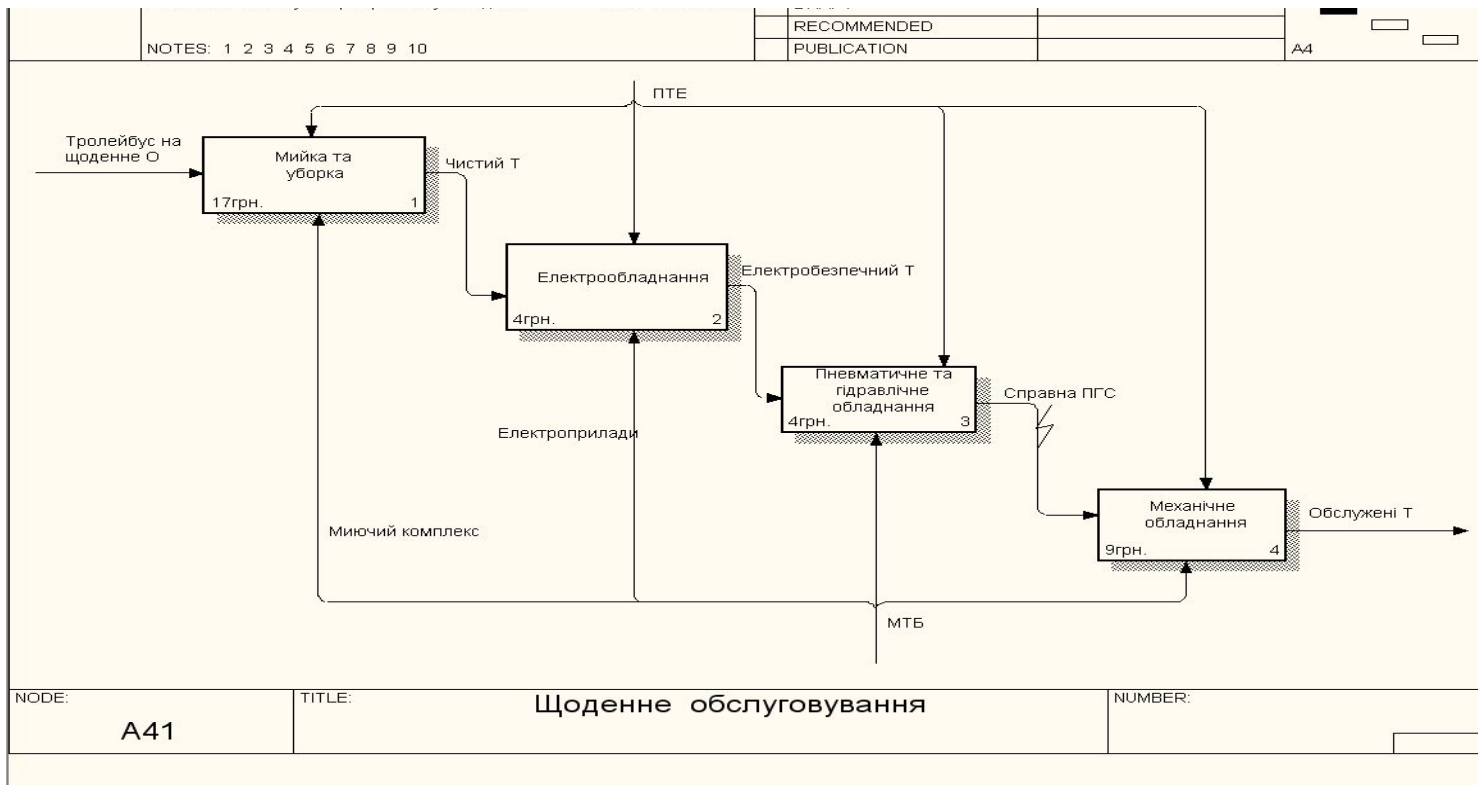 RECOMMENDED
NOTES: 1 2 3 4 5 6 7 8 9 10
PUBLICATION
A4
ПТЕ
Тролейбус на
щоденне О
Мийка та
уборка
17грн.
1
Чистий Т
Електрообладнання
4грн.
2
Електробезпечний Т
Пневматичне та
гідравлічне
обладнання
4грн.
3
Справна ПГС
Електроприлади
Механічне
обладнання
9грн.
4
Обслужені Т
Миючий комплекс
МТБ
NODE:
A41
TITLE:
Щоденне обслуговування
NUMBER: